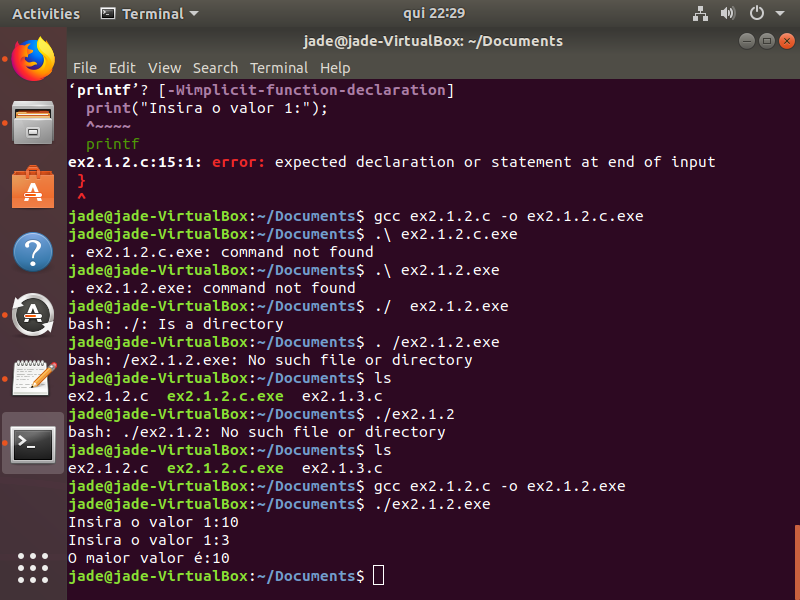 Activities Terminal qui 22:29
jade@jade-VirtualBox: ~/Documents
File Edit View Search Terminal Help
‘printf’? [-Wimplicit-function-declaration]
print("Insira o valor 1:");
^~~~~
printf
ex2.1.2.c:15:1: error: expected declaration or statement at end of input
}
^
jade@jade-VirtualBox:~/Documents$ gcc ex2.1.2.c -o ex2.1.2.c.exe
jade@jade-VirtualBox:~/Documents$ .\ ex2.1.2.c.exe
. ex2.1.2.c.exe: command not found
jade@jade-VirtualBox:~/Documents$ .\ ex2.1.2.exe
. ex2.1.2.exe: command not found
jade@jade-VirtualBox:~/Documents$ ./  ex2.1.2.exe
bash: ./: Is a directory
jade@jade-VirtualBox:~/Documents$ . /ex2.1.2.exe
bash: /ex2.1.2.exe: No such file or directory
jade@jade-VirtualBox:~/Documents$ ls
ex2.1.2.c  ex2.1.2.c.exe  ex2.1.3.c
jade@jade-VirtualBox:~/Documents$ ./ex2.1.2
bash: ./ex2.1.2: No such file or directory
jade@jade-VirtualBox:~/Documents$ ls
ex2.1.2.c  ex2.1.2.c.exe  ex2.1.3.c
jade@jade-VirtualBox:~/Documents$ gcc ex2.1.2.c -o ex2.1.2.exe
jade@jade-VirtualBox:~/Documents$ ./ex2.1.2.exe
Insira o valor 1:10
Insira o valor 1:3
O maior valor é:10
jade@jade-VirtualBox:~/Documents$